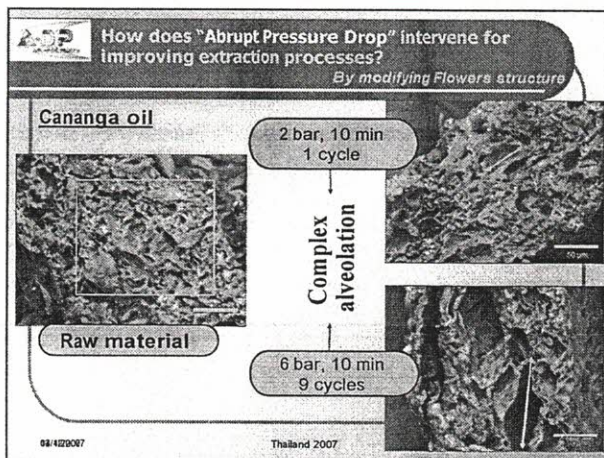 How does "Abrupt Pressure Drop" intervene for
improving extraction processes?
By modifying Flowers structure
Cananga oil
2 bar, 10 min
1 cycle
Complex
alveolation
Raw material
6 bar, 10 min
9 cycles
Thailand 2007